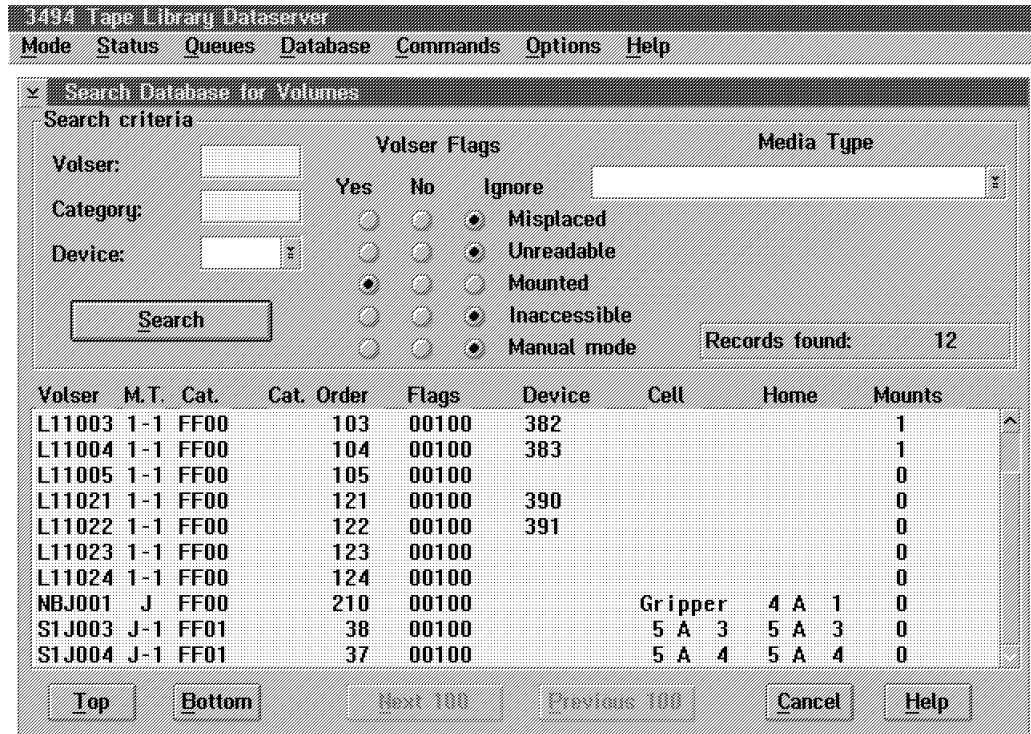 3494 Tape Library Dataserver
Mode Status Queues Database Commands Options Help
Search Database for Volumes
Search criteria
Volser:
Category:
Device:
Search
Volser Flags
Yes No Ignore
Misplaced
Unreadable
Mounted
Inaccessible
Manual mode
Media Type
Records found: 12
Volser M.T. Cat. Cat. Order Flags Device Cell Home Mounts
L11003 1-1 FF00 103 00100 382 1
L11004 1-1 FF00 104 00100 383 1
L11005 1-1 FF00 105 00100 0
L11021 1-1 FF00 121 00100 390 0
L11022 1-1 FF00 122 00100 391 0
L11023 1-1 FF00 123 00100 0
L11024 1-1 FF00 124 00100 0
NBJ001 J FF00 210 00100 Gripper 4 A 1 0
S1J003 J-1 FF01 38 00100 5 A 3 5 A 3 0
S1J004 J-1 FF01 37 00100 5 A 4 5 A 4 0
Top Bottom Next 100 Previous 100 Cancel Help